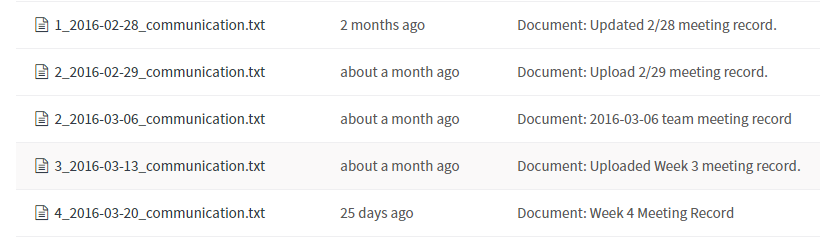 1_2016-02-28_communication.txt 2 months ago Document: Updated 2/28 meeting record.
2_2016-02-29_communication.txt about a month ago Document: Upload 2/29 meeting record.
2_2016-03-06_communication.txt about a month ago Document: 2016-03-06 team meeting record
3_2016-03-13_communication.txt about a month ago Document: Uploaded Week 3 meeting record.
4_2016-03-20_communication.txt 25 days ago Document: Week 4 Meeting Record